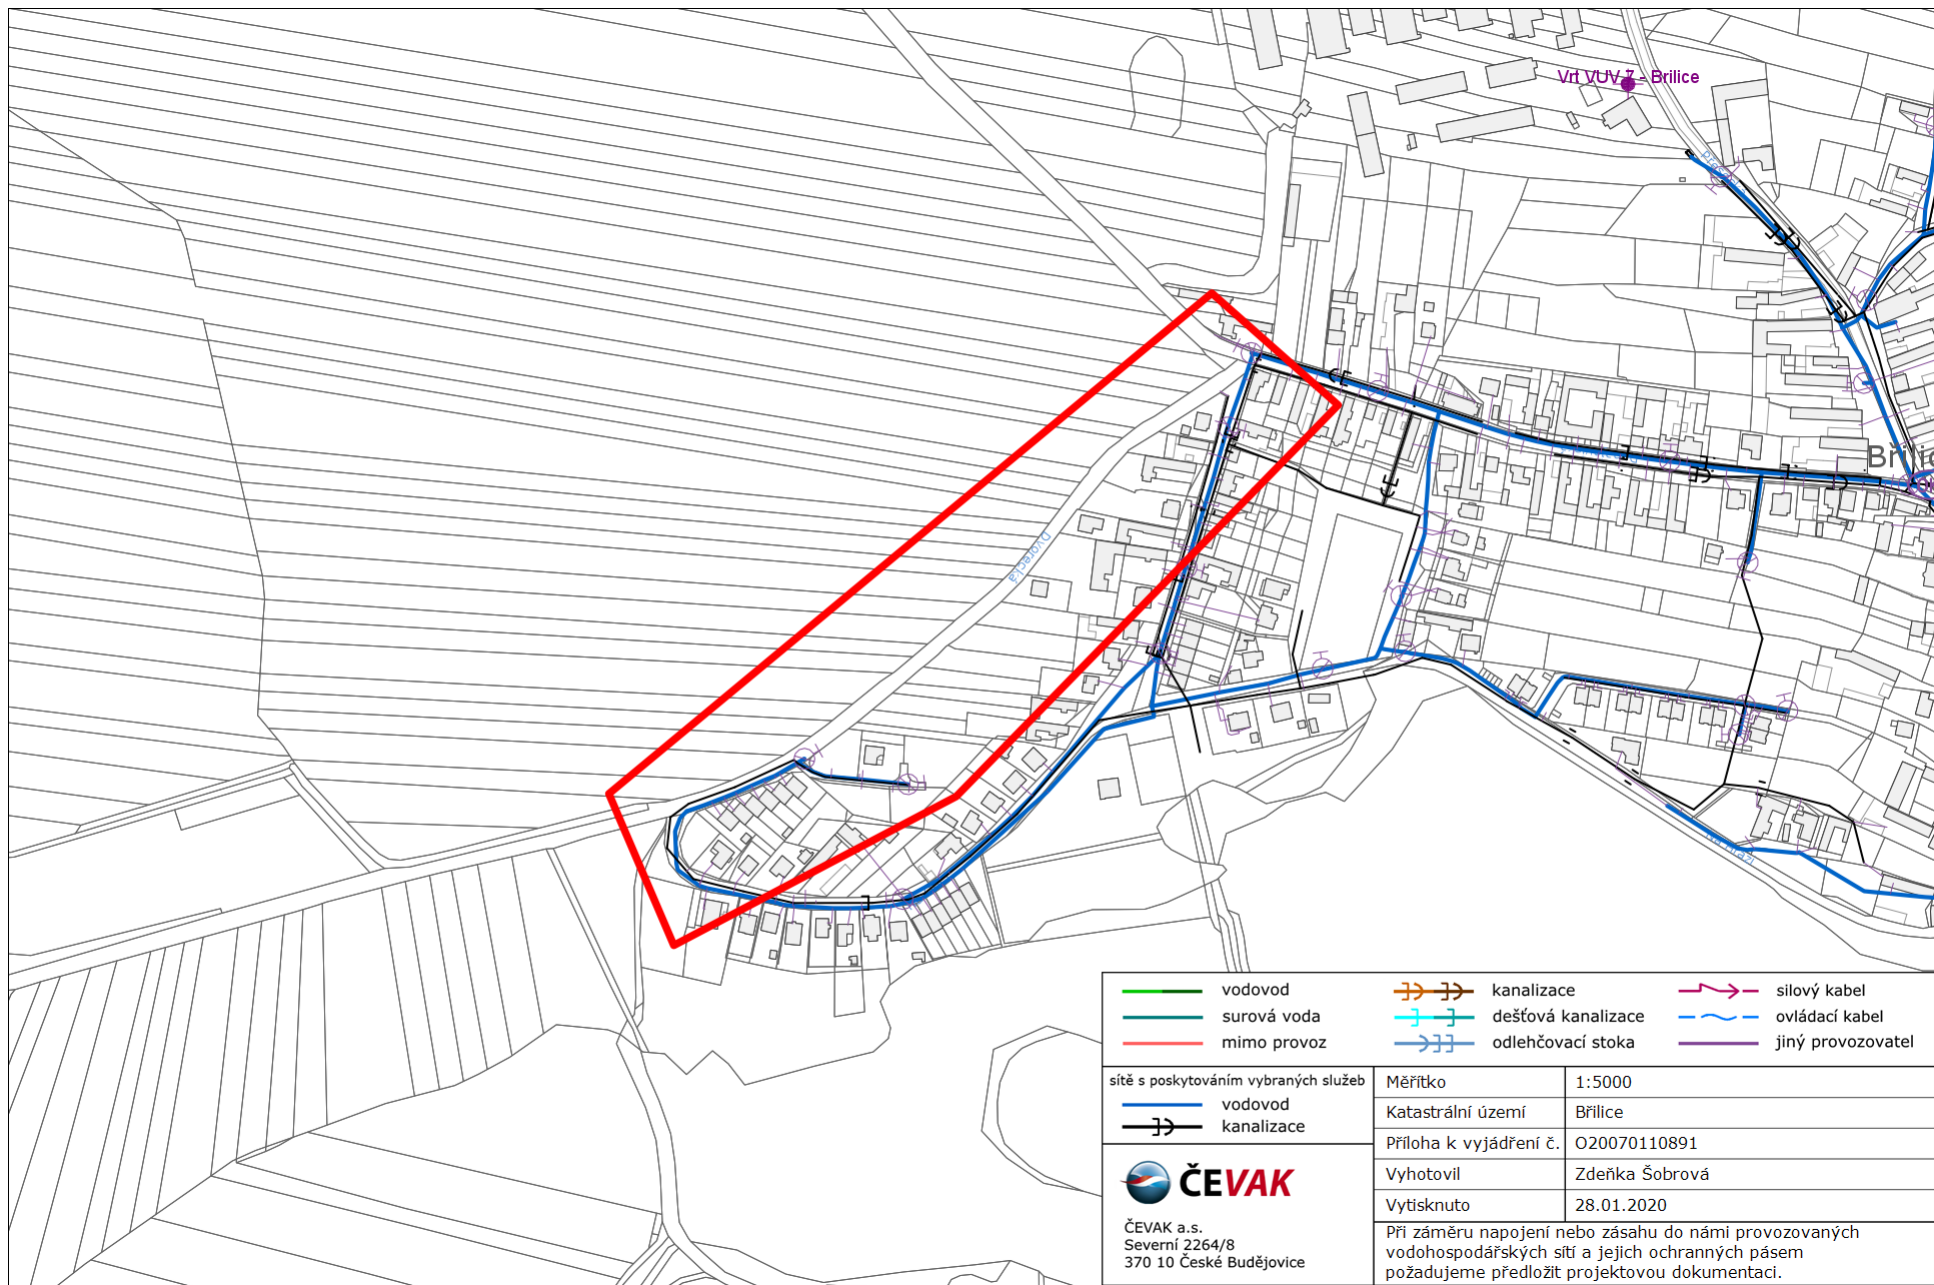 Vrt VUV 7 - Brilice
Dvorecká
vodovod
surová voda
mimo provoz
kanalizace
dešťová kanalizace
odlehčovací stoka
silový kabel
ovládací kabel
jiný provozovatel
sítě s poskytováním vybraných služeb
vodovod
kanalizace
Měřítko 1:5000
Katastrální území Břilice
Příloha k vyjádření č. O20070110891
Vyhotovil Zdeňka Šobrová
Vytisknuto 28.01.2020
ČEVAK
ČEVAK a.s.
Severní 2264/8
370 10 České Budějovice
Při záměru napojení nebo zásahu do námi provozovaných
vodohospodářských sítí a jejich ochranných pásem
požadujeme předložit projektovou dokumentaci.